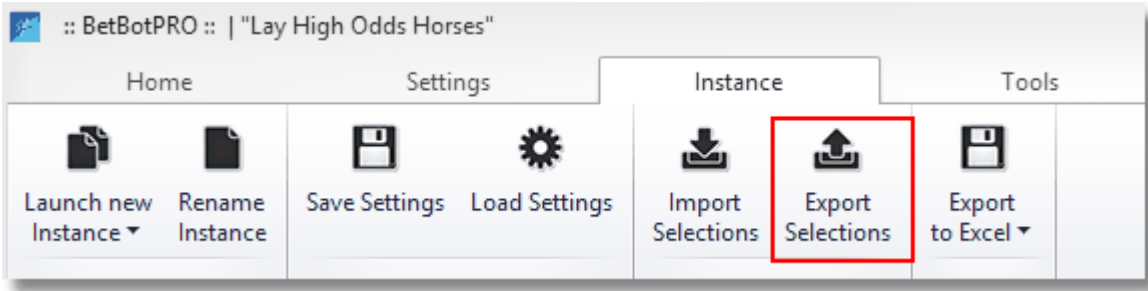 :: BetBotPRO :: | "Lay High Odds Horses"
Home Settings Instance Tools
Launch new Rename Save Settings Load Settings Import Export Export
Instance Instance Selections Selections to Excel